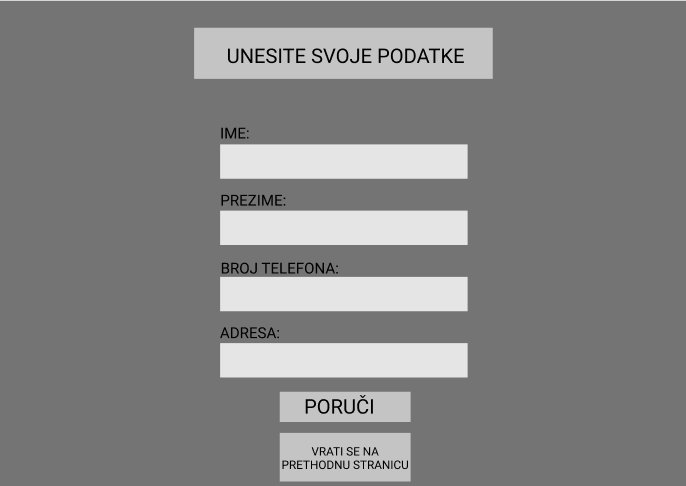 UNESITE SVOJE PODATKE
IME:
PREZIME:
BROJ TELEFONA:
ADRESA:
PORUČI
VRATI SE NA
PRETHODNU STRANICU